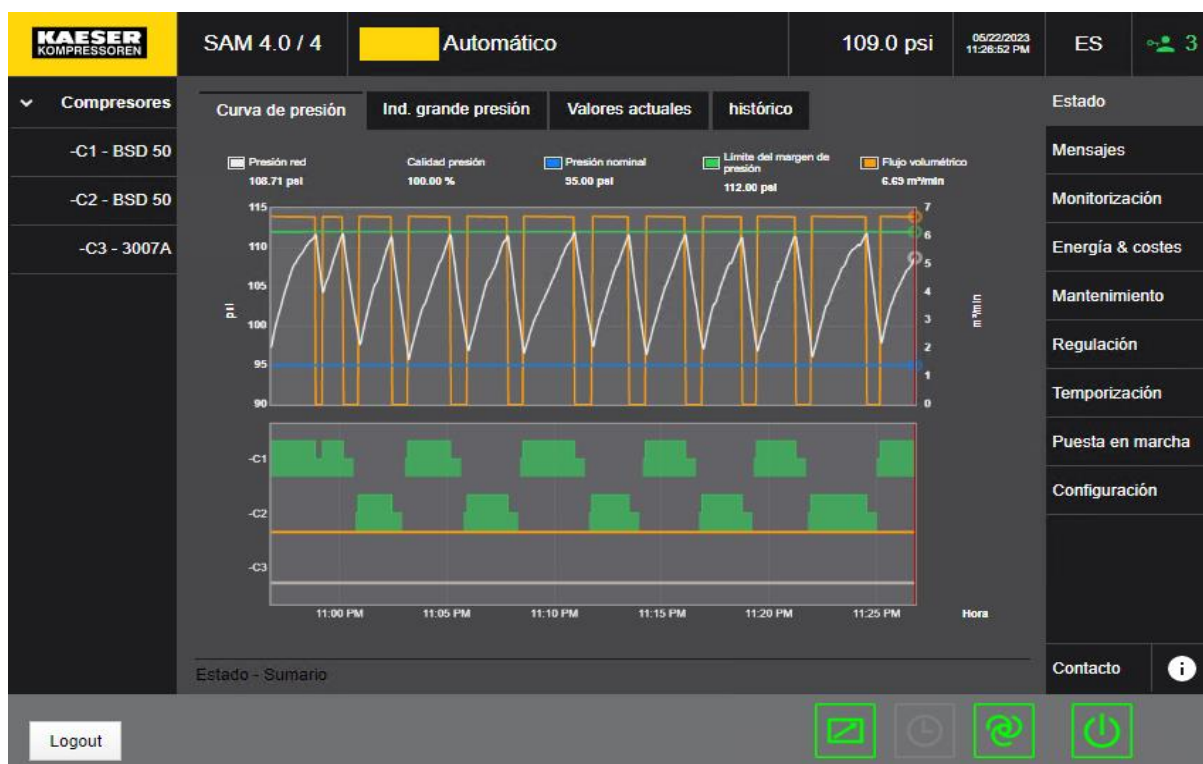 KAESER
KOMPRESSOREN
SAM 4.0 / 4
Automático
109.0 psi
05/22/2023
11:26:52 PM
ES
3
Compresores
-C1 - BSD 50
-C2 - BSD 50
-C3 - 3007A
Curva de presión
Ind. grande presión
Valores actuales
histórico
Presión red
108.71 psi
Calidad presión
100.00 %
Presión nominal
95.00 psi
Límite del margen de
presión
112.00 psi
Flujo volumétrico
6.69 m³/min
115
110
105
100
95
90
psi
7
6
5
4
3
2
1
0
m³/min
-C1
-C2
-C3
11:00 PM
11:05 PM
11:10 PM
11:15 PM
11:20 PM
11:25 PM
Hora
Estado - Sumario
Estado
Mensajes
Monitorización
Energía & costes
Mantenimiento
Regulación
Temporización
Puesta en marcha
Configuración
Contacto
i
Logout